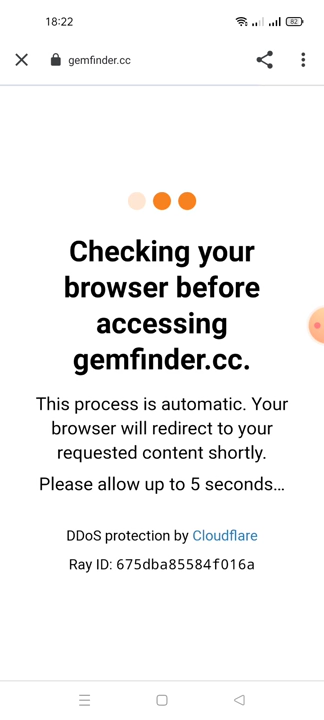 18:22
82
gemfinder.cc
Checking your
browser before
accessing
gemfinder.cc.
This process is automatic. Your
browser will redirect to your
requested content shortly.
Please allow up to 5 seconds…
DDoS protection by Cloudflare
Ray ID: 675dba85584f016a